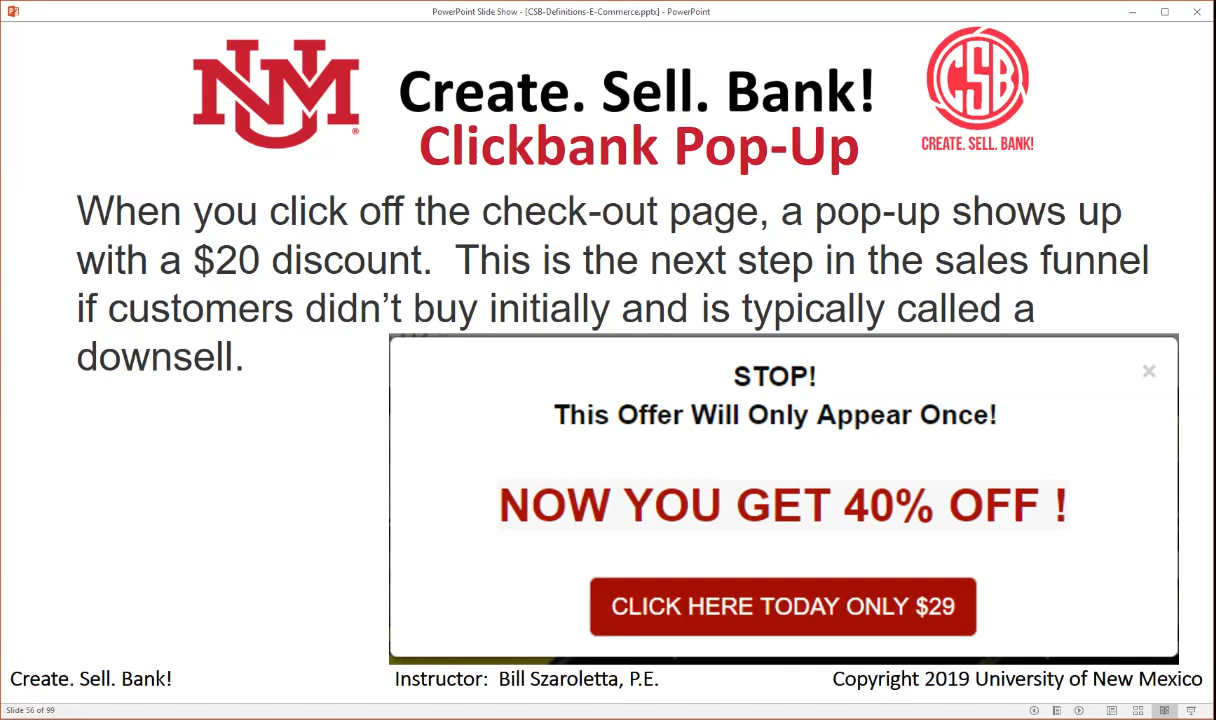 PowerPoint Slide Show - [CSB-Definitions-E-Commerce.pptx] - PowerPoint
UNM
Create. Sell. Bank!
Clickbank Pop-Up
CSB
CREATE. SELL. BANK!
When you click off the check-out page, a pop-up shows up
with a $20 discount.  This is the next step in the sales funnel
if customers didn't buy initially and is typically called a
downsell.
STOP!
This Offer Will Only Appear Once!
NOW YOU GET 40% OFF !
CLICK HERE TODAY ONLY $29
Create. Sell. Bank!
Instructor:  Bill Szaroletta, P.E.
Copyright 2019 University of New Mexico
Slide 56 of 99